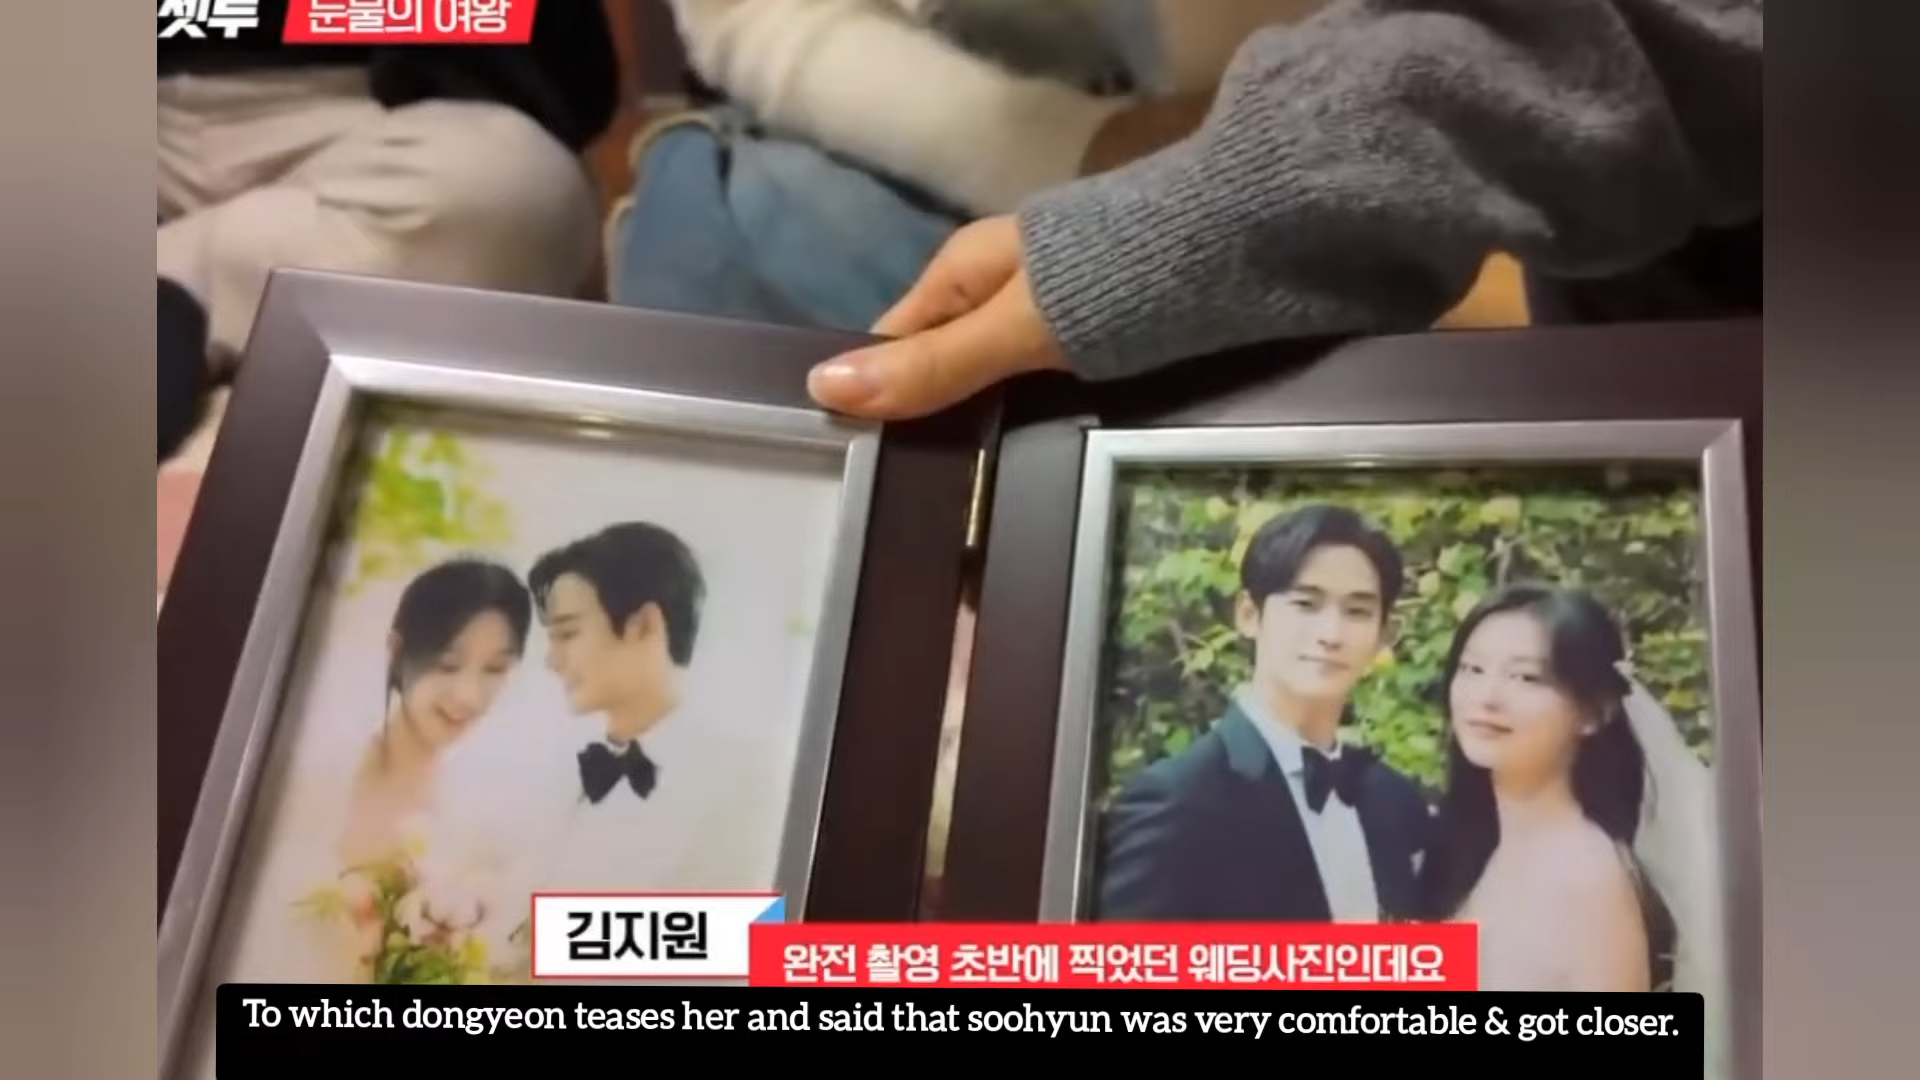 셋투
눈물의 여왕
김지원
완전 촬영 초반에 찍었던 웨딩사진인데요
To which dongyeon teases her and said that soohyun was very comfortable & got closer.